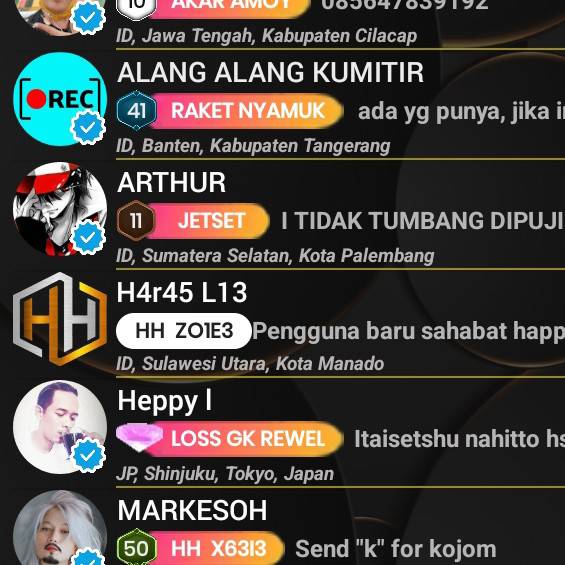 10 AKAR AMOY 085647839192
ID, Jawa Tengah, Kabupaten Cilacap
ALANG ALANG KUMITIR
REC 41 RAKET NYAMUK ada yg punya, jika
ID, Banten, Kabupaten Tangerang
ARTHUR
11 JETSET I TIDAK TUMBANG DIPUJI
ID, Sumatera Selatan, Kota Palembang
H4r45 L13
HH HH ZO1E3 Pengguna baru sahabat happ
ID, Sulawesi Utara, Kota Manado
Heppy l
LOSS GK REWEL Itaisetshu nahitto hs
JP, Shinjuku, Tokyo, Japan
MARKESOH
50 HH X63I3 Send "k" for kojom